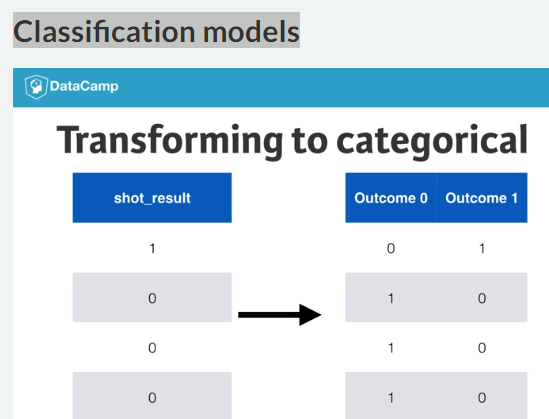 Classification models
DataCamp
Transforming to categorical
shot_result Outcome 0 Outcome 1
1 0 1
0 1 0
0 1 0
0 1 0